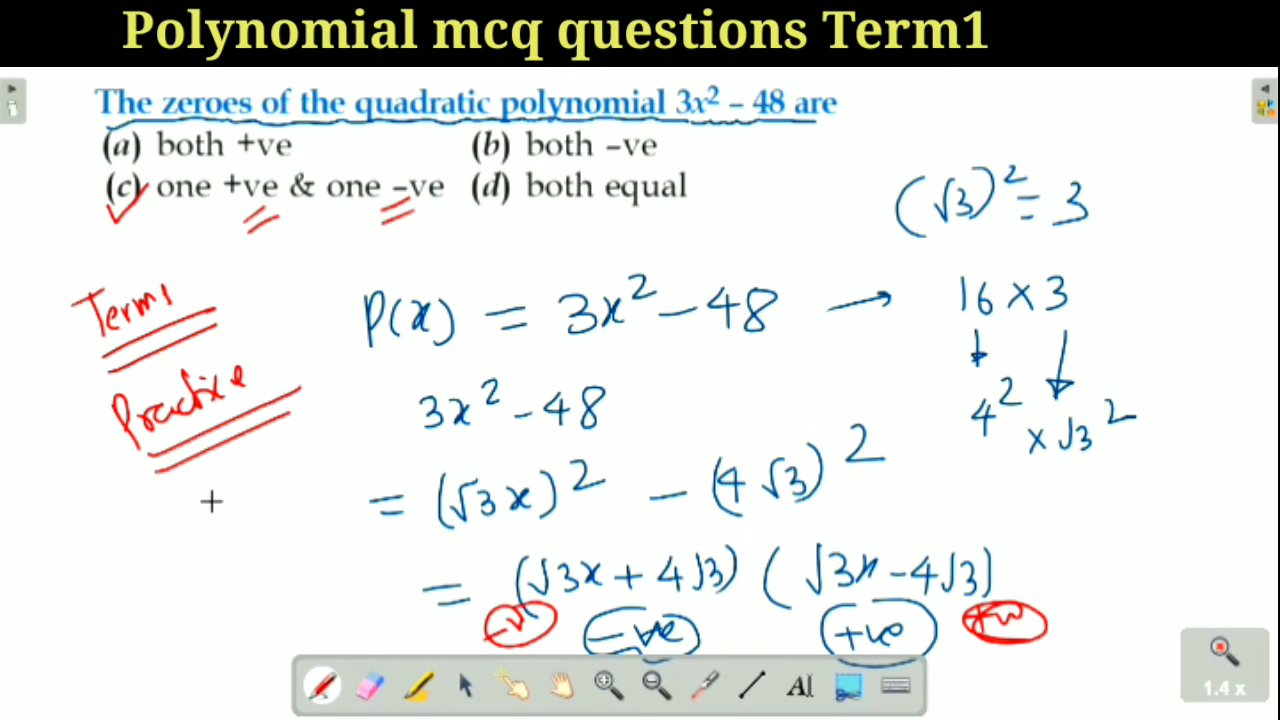 Polynomial mcq questions Term1
The zeroes of the quadratic polynomial 3x² – 48 are
(a) both +ve (b) both –ve
(c) one +ve & one –ve (d) both equal
(√3)² = 3
Term1
P(x) = 3x² – 48 → 16 × 3
Practice
3x² – 48
4² × √3²
= (√3x)² – (4√3)²
= (√3x + 4√3) (√3x – 4√3)
–ve +ve
AI
1.4 x